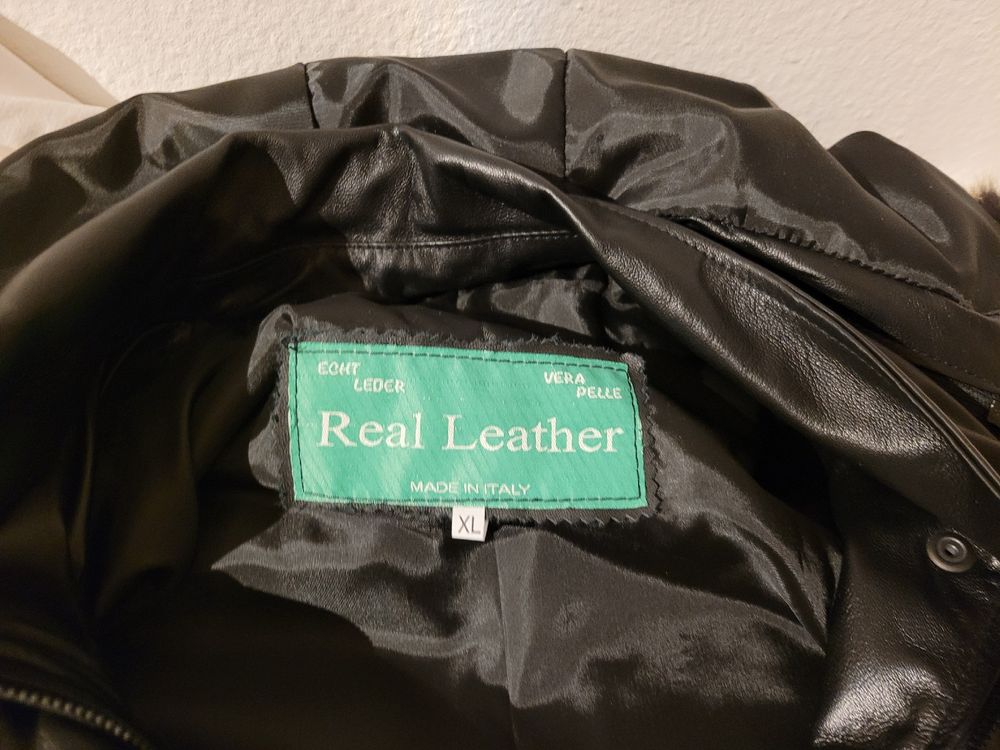 ECHT
LEDER
VERA
PELLE
Real Leather
MADE IN ITALY
XL